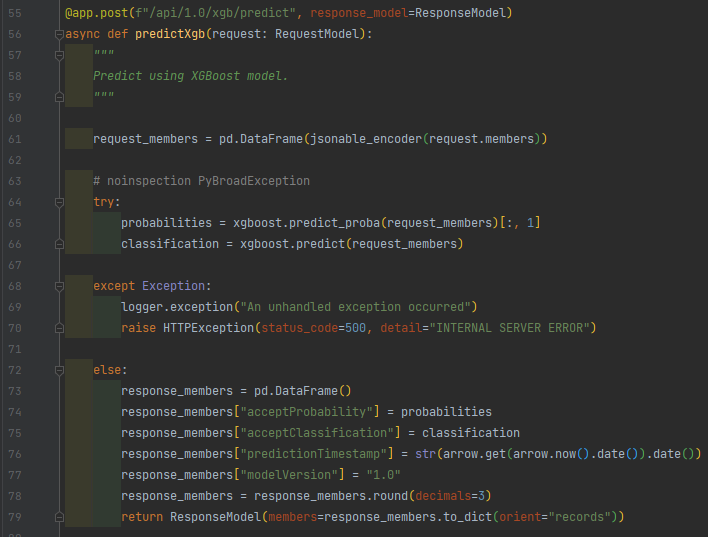 55 @app.post(f"/api/1.0/xgb/predict", response_model=ResponseModel)
56 async def predictXgb(request: RequestModel):
57     """
58     Predict using XGBoost model.
59     """
60
61     request_members = pd.DataFrame(jsonable_encoder(request.members))
62
63     # noinspection PyBroadException
64     try:
65         probabilities = xgboost.predict_proba(request_members)[:, 1]
66         classification = xgboost.predict(request_members)
67
68     except Exception:
69         logger.exception("An unhandled exception occurred")
70         raise HTTPException(status_code=500, detail="INTERNAL SERVER ERROR")
71
72     else:
73         response_members = pd.DataFrame()
74         response_members["acceptProbability"] = probabilities
75         response_members["acceptClassification"] = classification
76         response_members["predictionTimestamp"] = str(arrow.get(arrow.now().date()).date())
77         response_members["modelVersion"] = "1.0"
78         response_members = response_members.round(decimals=3)
79         return ResponseModel(members=response_members.to_dict(orient="records"))